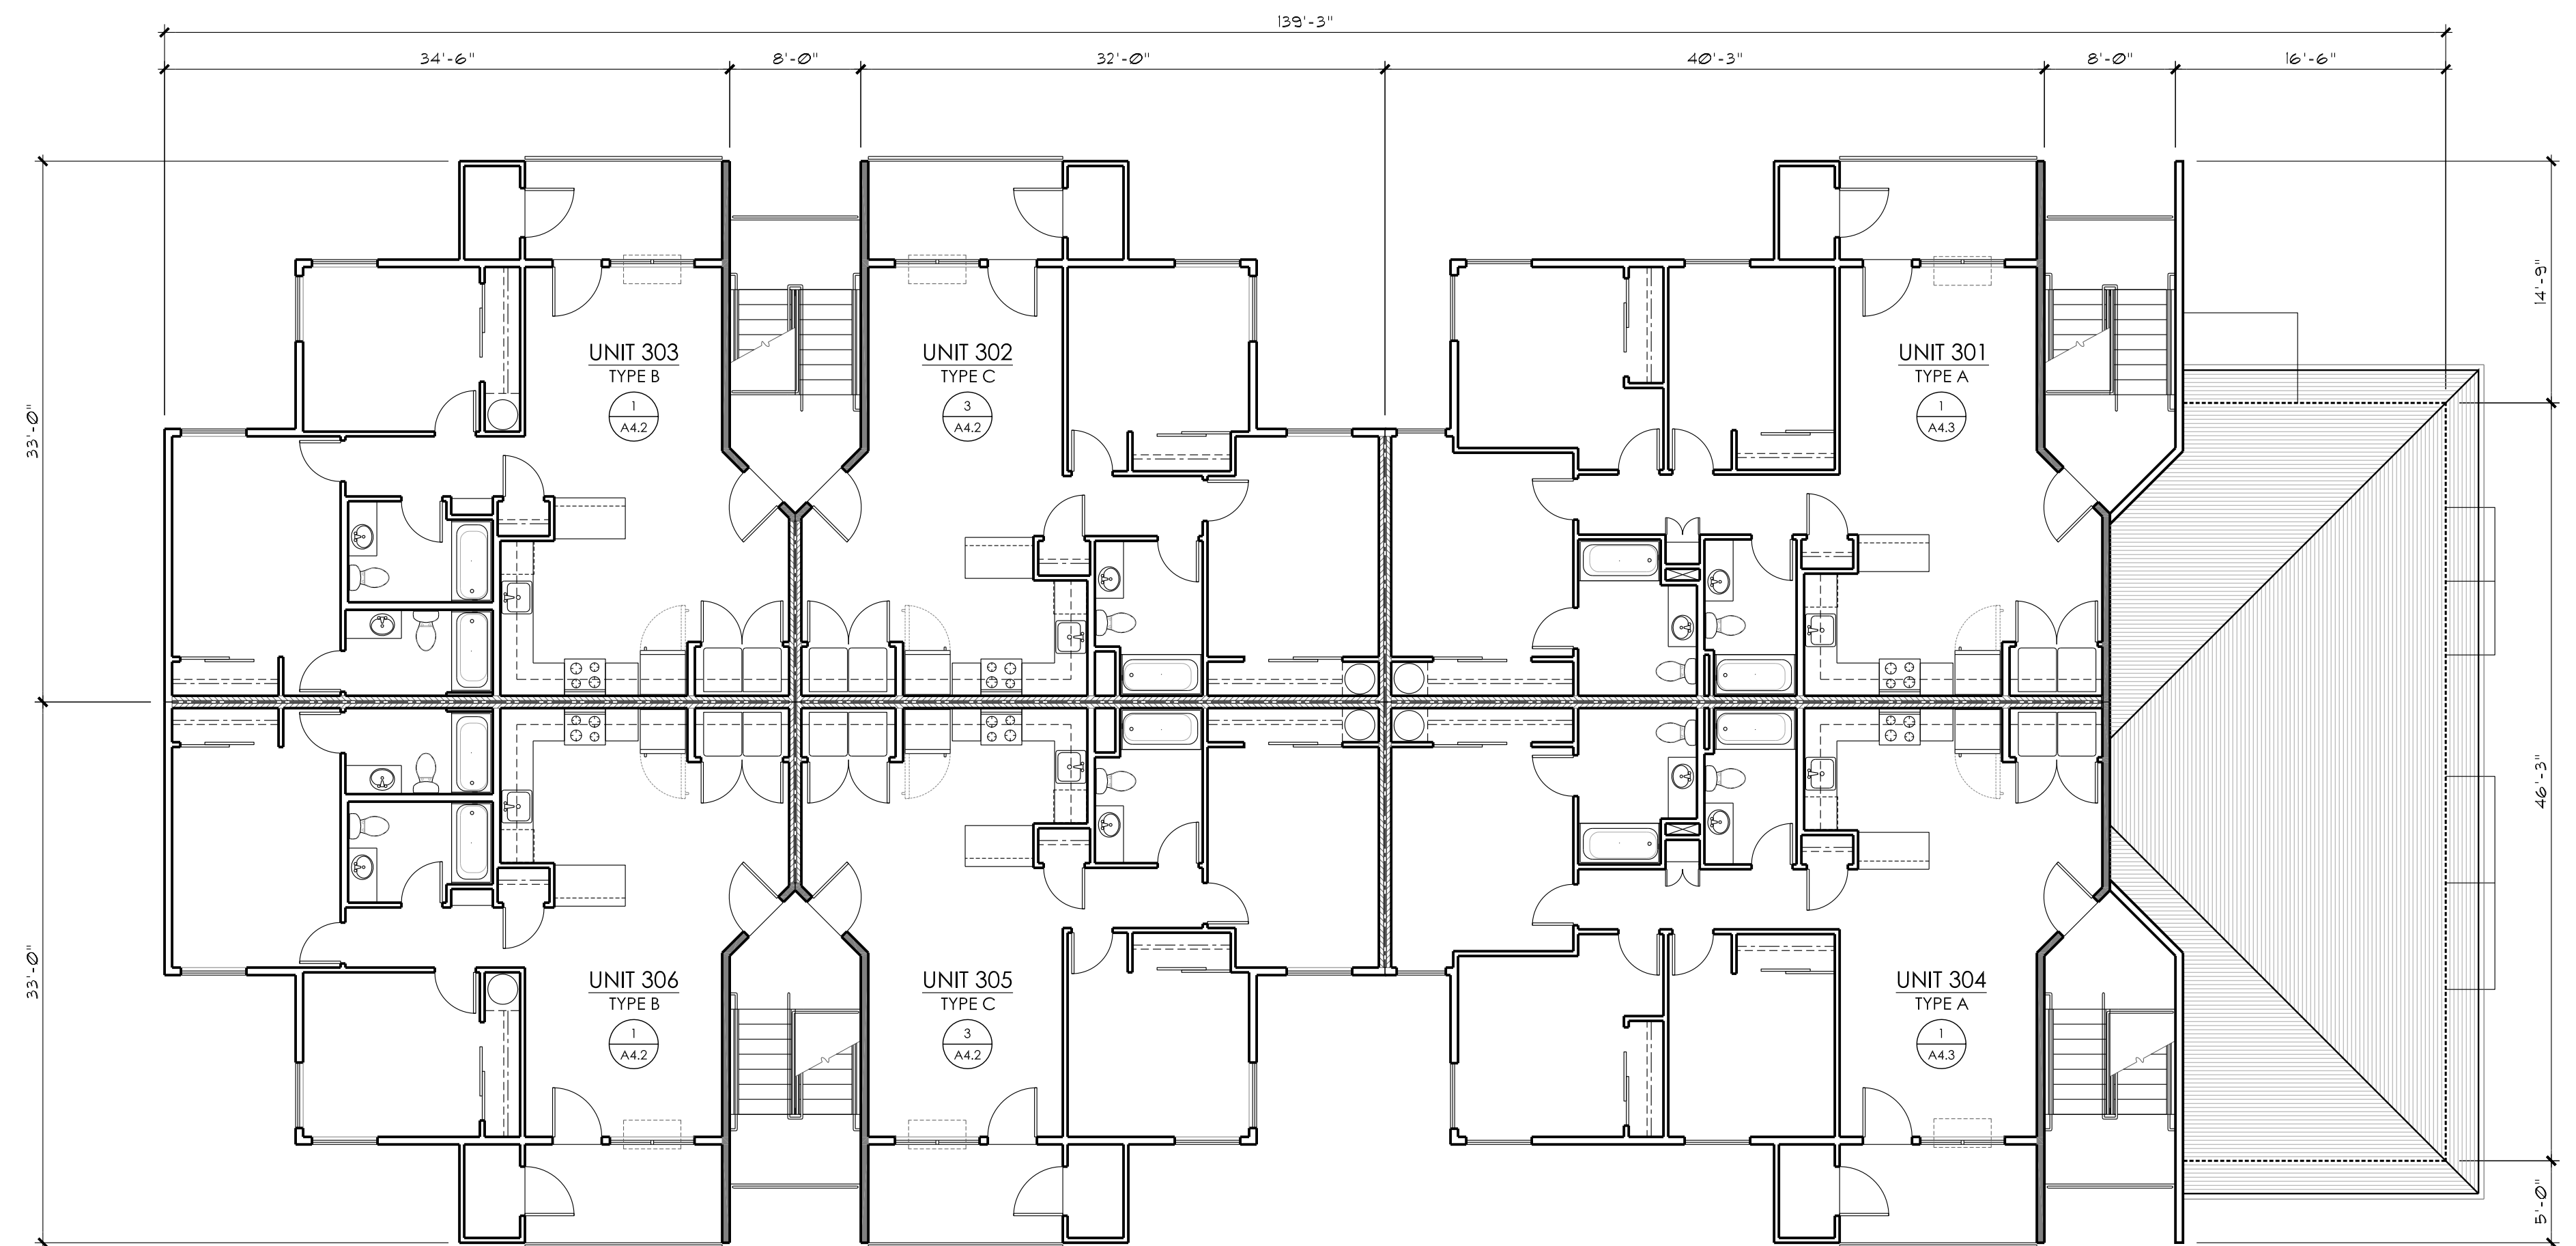 139'-3"
34'-6" 8'-0" 32'-0" 40'-3" 8'-0" 16'-6"
33'-0"
14'-9"
UNIT 303
TYPE B
1
A4.2
UNIT 302
TYPE C
3
A4.2
UNIT 301
TYPE A
1
A4.3
46'-3"
33'-0"
UNIT 306
TYPE B
1
A4.2
UNIT 305
TYPE C
3
A4.2
UNIT 304
TYPE A
1
A4.3
5'-0"